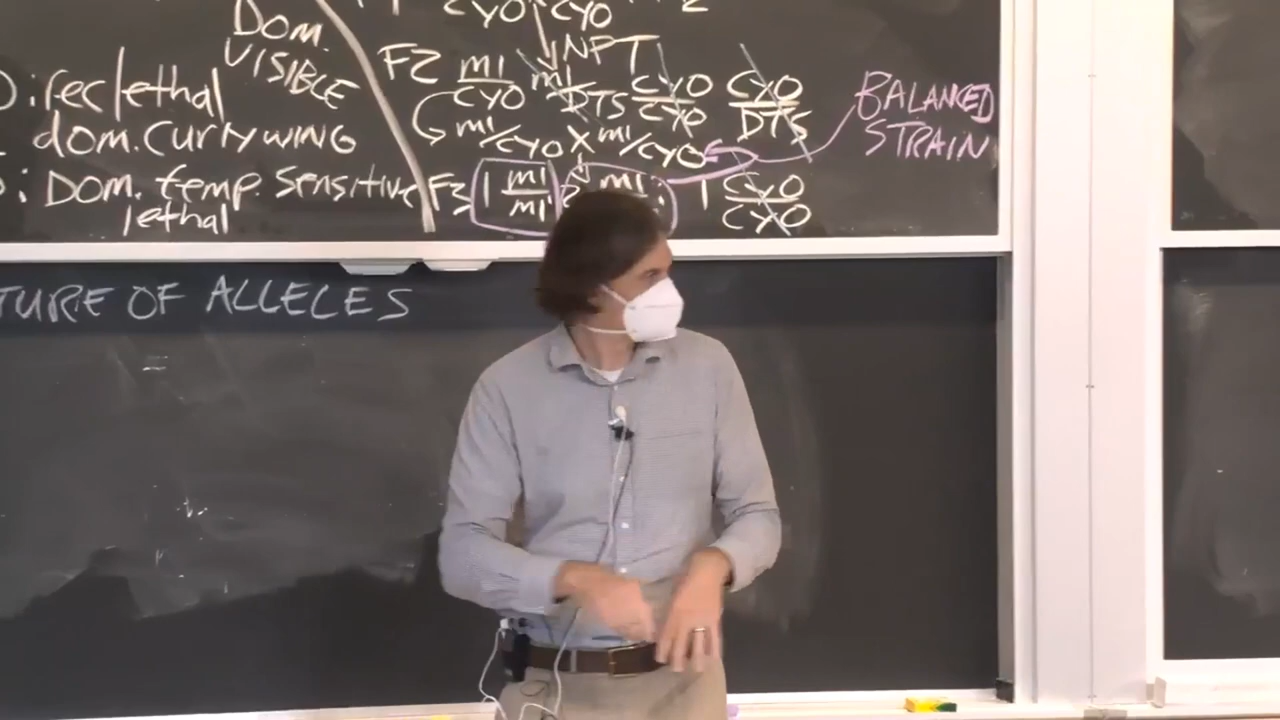 DOM.
VISIBLE
: rec lethal
dom. Curly WING
: DOM. temp. Sensitive
lethal
CYO CYO
NPT
F2 m1/CYO m1/DTS CYO/CYO CYO/DTS
m1/CYO X m1/CYO
F3 1 m1/m1 2 m1 1 CYO/CYO
BALANCED
STRAIN
TURE OF ALLELES